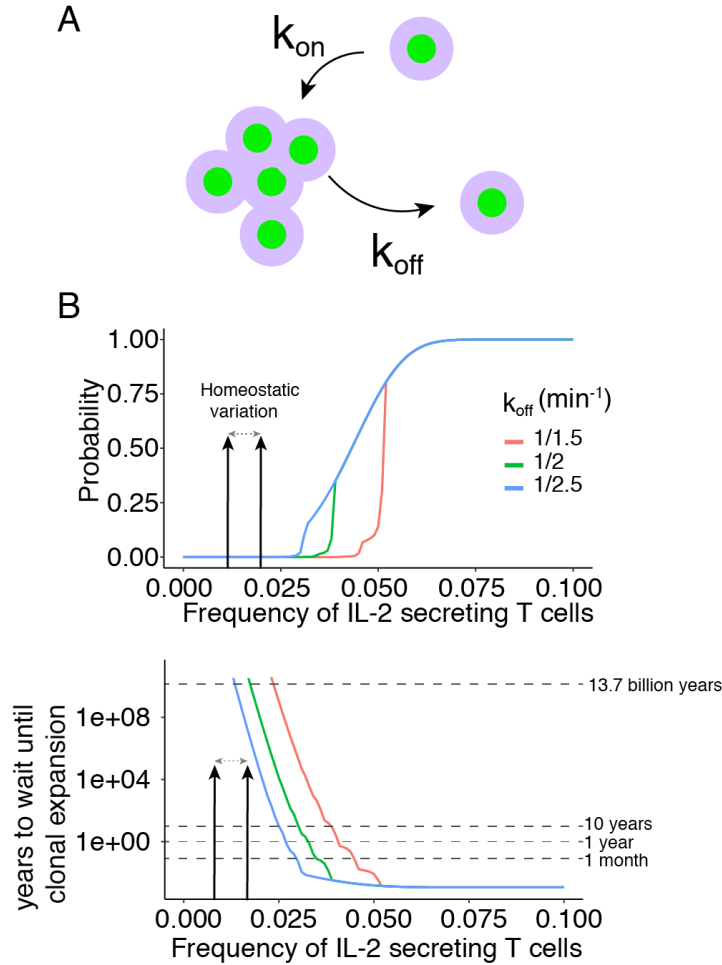 A
kon
koff
B
Probability
1.00
0.75
0.50
0.25
0.00
Homeostatic
variation
koff (min-1)
1/1.5
1/2
1/2.5
0.000 0.025 0.050 0.075 0.100
Frequency of IL-2 secreting T cells
years to wait until
clonal expansion
1e+08
1e+04
1e+00
13.7 billion years
10 years
1 year
1 month
0.000 0.025 0.050 0.075 0.100
Frequency of IL-2 secreting T cells